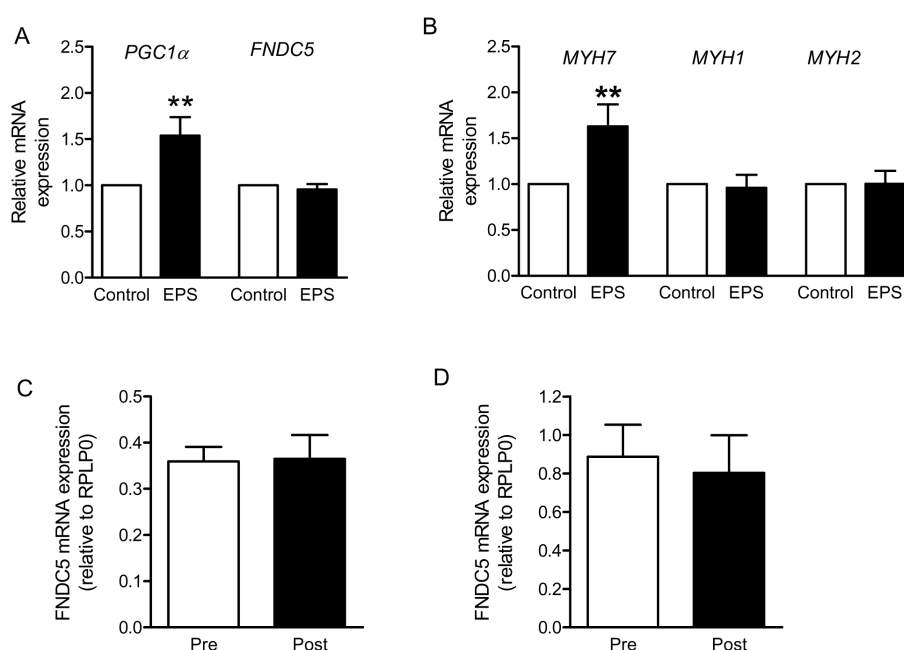 A
PGC1α FNDC5
Relative mRNA
expression
2.5
2.0
1.5
1.0
0.5
0.0
**
Control EPS Control EPS
B
MYH7 MYH1 MYH2
Relative mRNA
expression
2.5
2.0
1.5
1.0
0.5
0.0
**
Control EPS Control EPS Control EPS
C
FNDC5 mRNA expression
(relative to RPLP0)
0.5
0.4
0.3
0.2
0.1
0.0
Pre Post
D
FNDC5 mRNA expression
(relative to RPLP0)
1.2
1.0
0.8
0.6
0.4
0.2
0.0
Pre Post